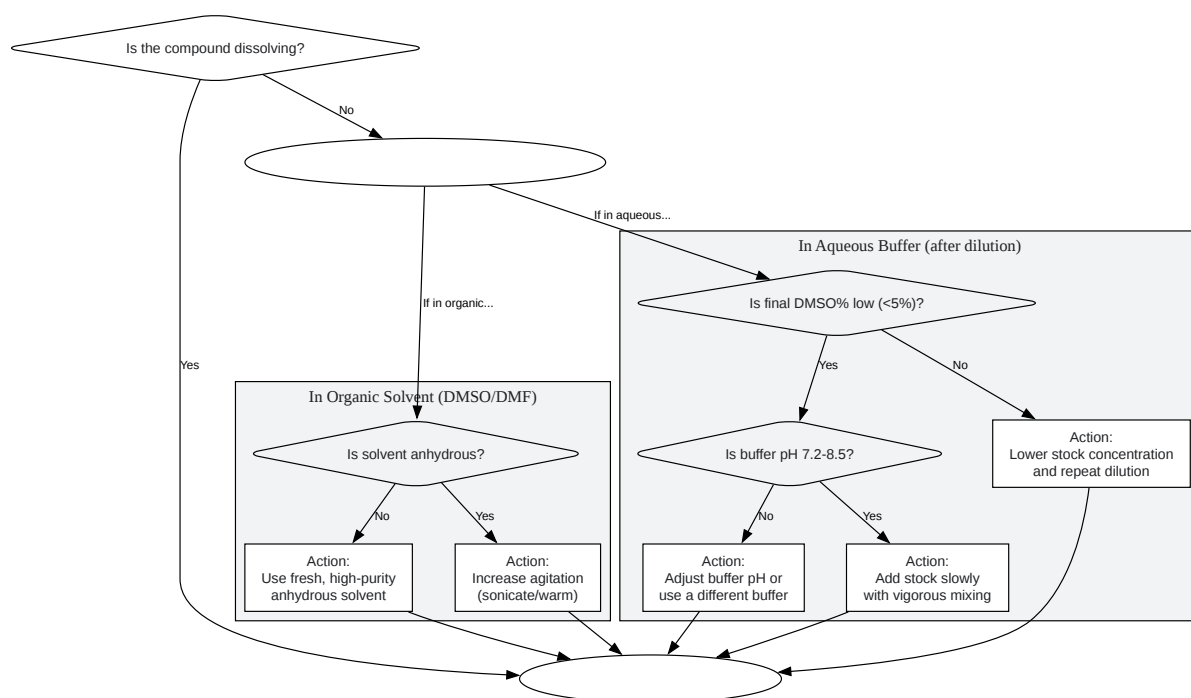 Is the compound dissolving?
No
If in aqueous...
In Aqueous Buffer (after dilution)
Is final DMSO% low (<5%)?
If in organic...
Yes
Yes
No
In Organic Solvent (DMSO/DMF)
Is solvent anhydrous?
Is buffer pH 7.2-8.5?
Action:
Lower stock concentration
and repeat dilution
No
Yes
No
Yes
Action:
Use fresh, high-purity
anhydrous solvent
Action:
Increase agitation
(sonicate/warm)
Action:
Adjust buffer pH or
use a different buffer
Action:
Add stock slowly
with vigorous mixing